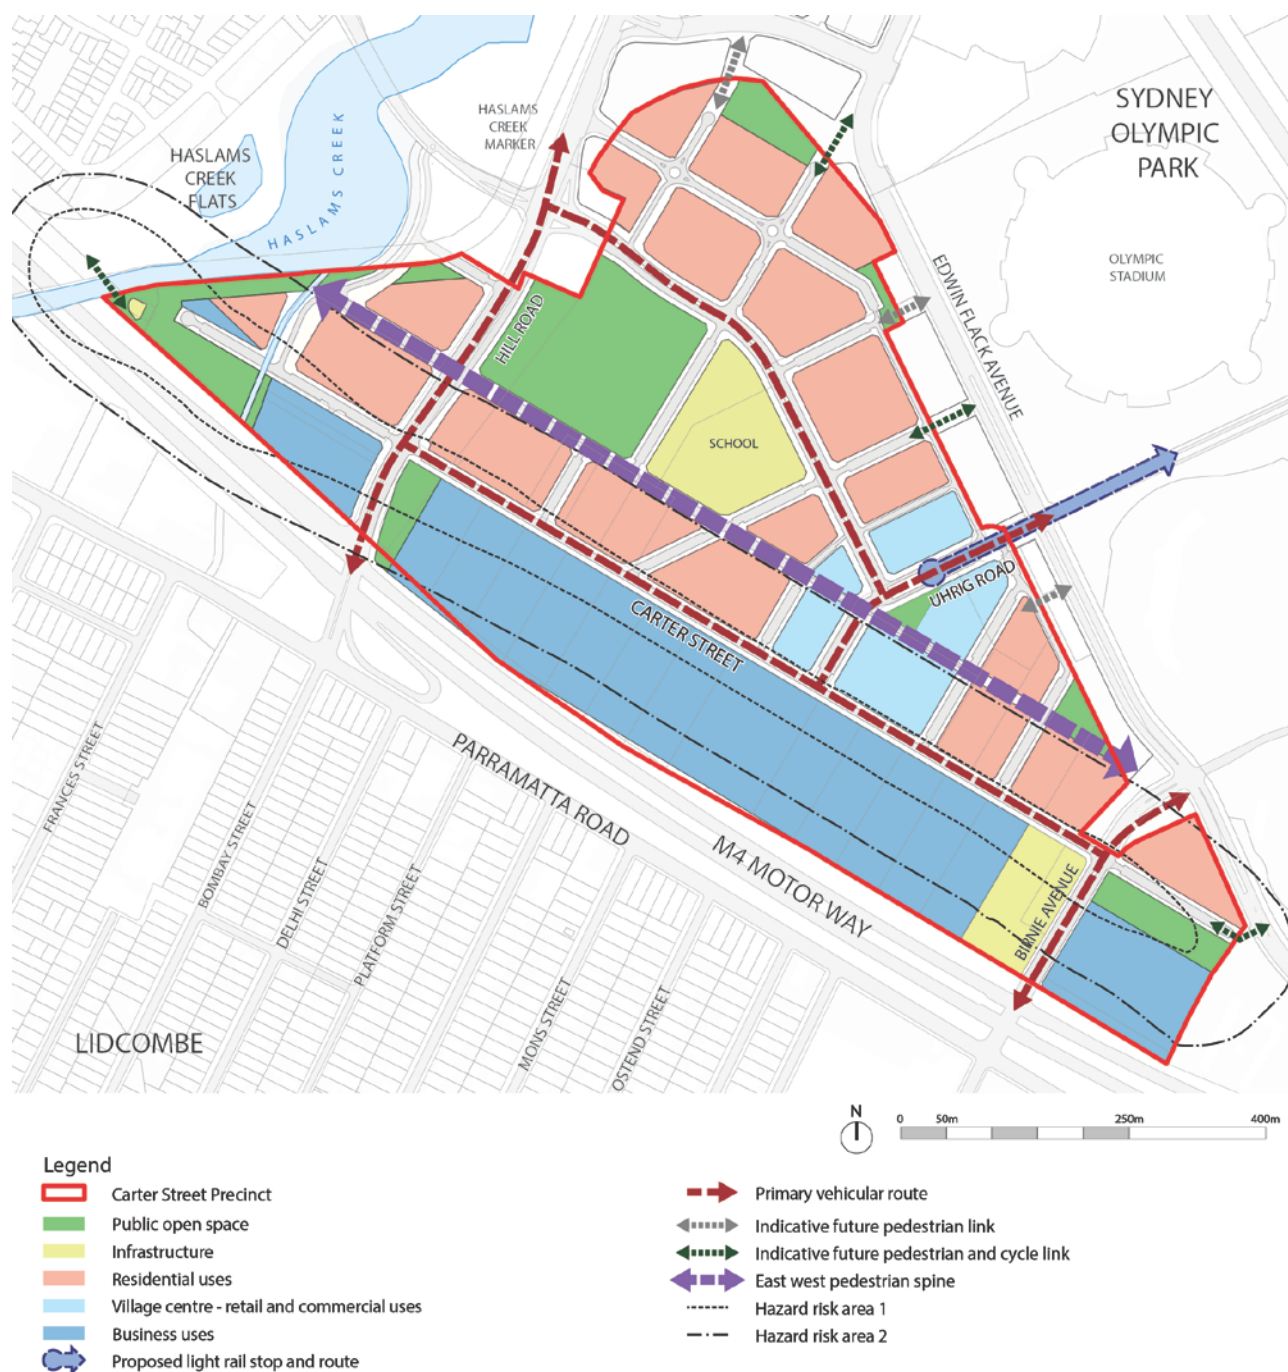 SYDNEY
OLYMPIC
PARK
HASLAMS
CREEK
MARKER
HASLAMS
CREEK
FLATS
HASLAMS CREEK
OLYMPIC
STADIUM
EDWIN FLACK AVENUE
HILL ROAD
SCHOOL
UHRIG ROAD
CARTER STREET
PARRAMATTA ROAD
M4 MOTOR WAY
BIRNIE AVENUE
FRANCES STREET
BOMBAY STREET
DELHI STREET
PLATFORM STREET
MONS STREET
OSTEND STREET
LIDCOMBE
N
0 50m 250m 400m
Legend
Carter Street Precinct
Public open space
Infrastructure
Residential uses
Village centre - retail and commercial uses
Business uses
Proposed light rail stop and route
Primary vehicular route
Indicative future pedestrian link
Indicative future pedestrian and cycle link
East west pedestrian spine
Hazard risk area 1
Hazard risk area 2